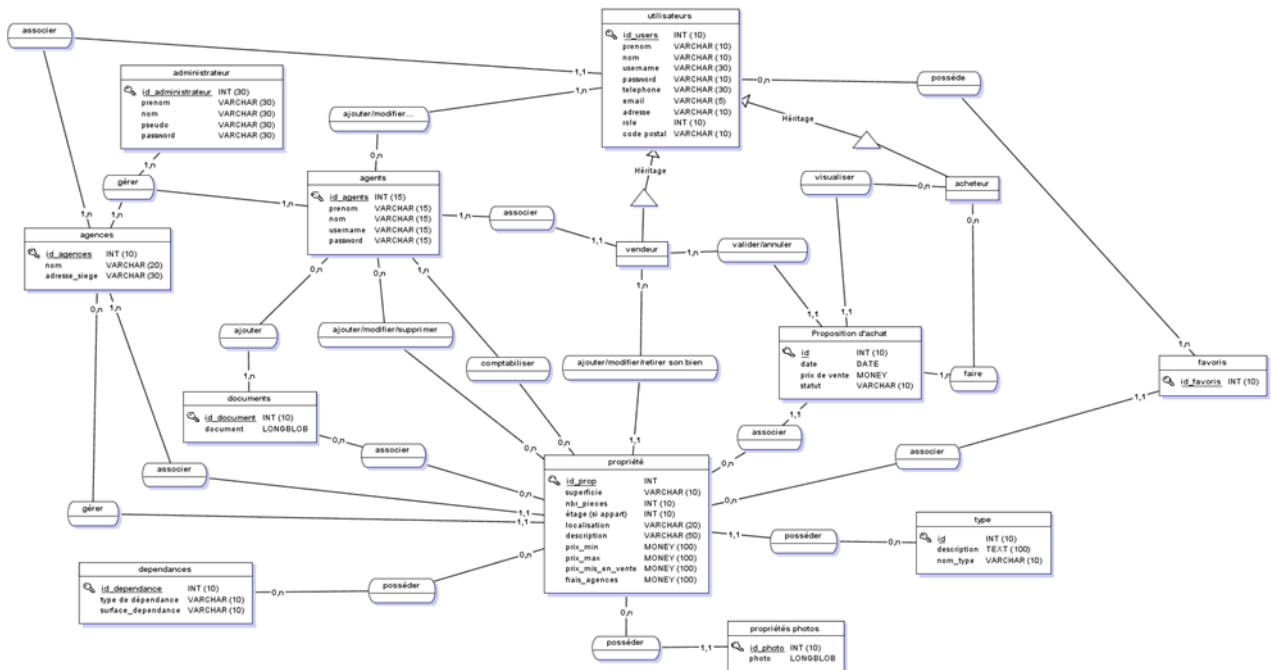 utilisateurs
id_users INT (10)
prenom VARCHAR (10)
nom VARCHAR (10)
username VARCHAR (30)
password VARCHAR (10)
telephone VARCHAR (30)
email VARCHAR (5)
adresse VARCHAR (10)
role INT (10)
code postal VARCHAR (10)
associer
1,1
1,n
administrateur
id_administrateur INT (30)
prenom VARCHAR (30)
nom VARCHAR (30)
pseudo VARCHAR (30)
password VARCHAR (30)
1,n
ajouter/modifier...
1,n
0,n
posséde
0,n
1,n
Héritage
Héritage
gérer
1,n
1,n
agents
id_agents INT (15)
prenom VARCHAR (15)
nom VARCHAR (15)
username VARCHAR (15)
password VARCHAR (15)
associer
1,n
1,1
visualiser
0,n
1,1
acheteur
0,n
agences
id_agences INT (10)
nom VARCHAR (20)
adresse_siege VARCHAR (30)
0,n
1,n
vendeur
1,n
1,n
valider/annuler
1,1
0,n
0,n
1,n
ajouter
1,n
ajouter/modifier/supprimer
0,n
comptabiliser
0,n
ajouter/modifier/retirer son bien
1,1
Proposition d'achat
id INT (10)
date DATE
prix de vente MONEY
statut VARCHAR (10)
1,n
faire
1,1
favoris
id_favoris INT (10)
1,1
documents
id_document INT (10)
document LONGBLOB
0,n
associer
0,n
associer
0,n
associer
0,n
associer
1,1
gérer
1,1
propriété
id_prop INT
superficie VARCHAR (10)
nbr_pieces INT (10)
étage (si appart) INT (10)
localisation VARCHAR (20)
description VARCHAR (50)
prix_min MONEY (100)
prix_max MONEY (100)
prix_mis_en_vente MONEY (100)
frais_agences MONEY (100)
1,1
posséder
0,n
type
id INT (10)
description TEXT (100)
nom_type VARCHAR (10)
dependances
id_dependance INT (10)
type de dépendance VARCHAR (10)
surface_dependance VARCHAR (10)
0,n
posséder
0,n
0,n
posséder
1,1
propriétés photos
id_photo INT (10)
photo LONGBLOB